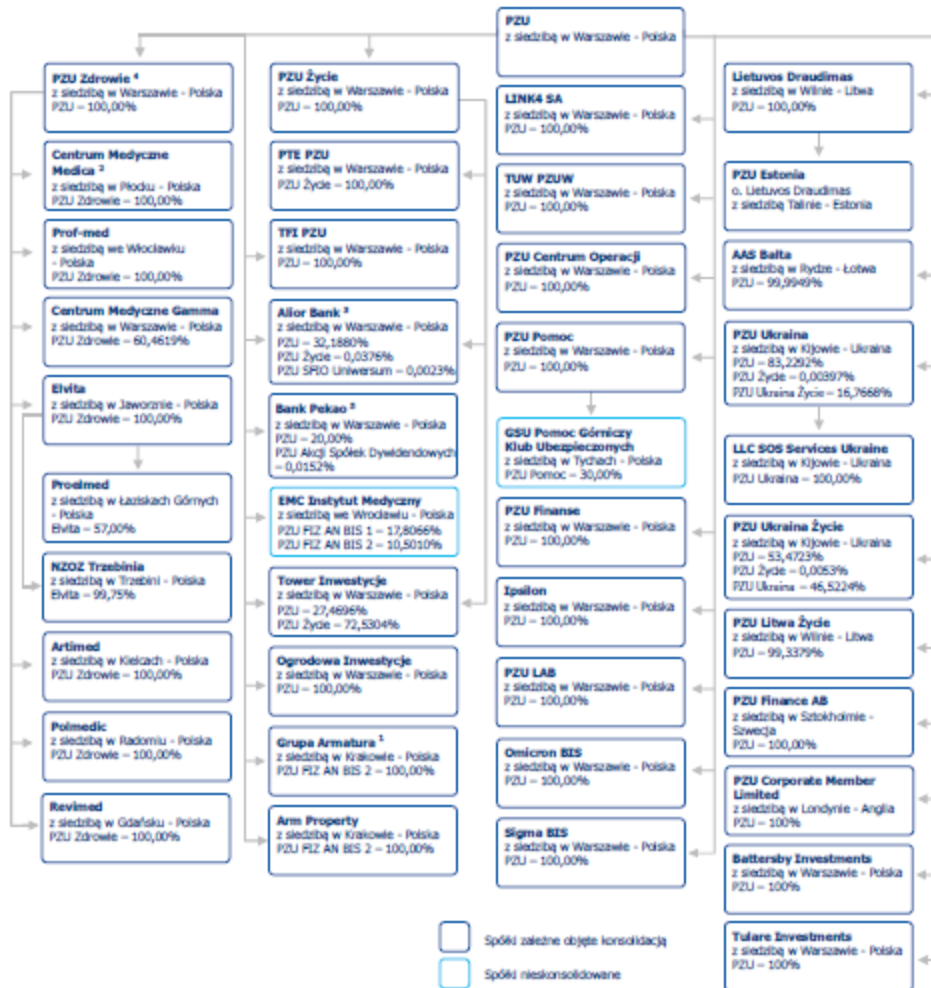 PZU
z siedzibą w Warszawie - Polska
PZU Zdrowie 4
z siedzibą w Warszawie - Polska
PZU – 100,00%
Centrum Medyczne
Medica 2
z siedzibą w Płocku - Polska
PZU Zdrowie – 100,00%
Prof-med
z siedzibą we Włocławku
- Polska
PZU Zdrowie – 100,00%
Centrum Medyczne Gamma
z siedzibą w Warszawie - Polska
PZU Zdrowie – 60,4619%
Elvita
z siedzibą w Jaworznie - Polska
PZU Zdrowie – 100,00%
Proelmed
z siedzibą w Łaziskach Górnych
- Polska
Elvita – 57,00%
NZOZ Trzebinia
z siedzibą w Trzebini - Polska
Elvita – 99,75%
Artimed
z siedzibą w Kielcach - Polska
PZU Zdrowie – 100,00%
Polmedic
z siedzibą w Radomiu - Polska
PZU Zdrowie – 100,00%
Revimed
z siedzibą w Gdańsku - Polska
PZU Zdrowie – 100,00%
PZU Życie
z siedzibą w Warszawie - Polska
PZU – 100,00%
PTE PZU
z siedzibą w Warszawie - Polska
PZU Życie – 100,00%
TFI PZU
z siedzibą w Warszawie - Polska
PZU – 100,00%
Alior Bank 3
z siedzibą w Warszawie - Polska
PZU – 32,1880%
PZU Życie – 0,0376%
PZU SFIO Uniwersum – 0,0023%
Bank Pekao
z siedzibą w Warszawie - Polska
PZU – 20,00%
PZU Akcji Spółek Dywidendowych
– 0,0152%
EMC Instytut Medyczny
z siedzibą we Wrocławiu - Polska
PZU FIZ AN BIS 1 – 17,8066%
PZU FIZ AN BIS 2 – 10,5010%
Tower Inwestycje
z siedzibą w Warszawie - Polska
PZU – 27,4696%
PZU Życie – 72,5304%
Ogrodowa Inwestycje
z siedzibą w Warszawie - Polska
PZU – 100,00%
Grupa Armatura 1
z siedzibą w Krakowie - Polska
PZU FIZ AN BIS 2 – 100,00%
Arm Property
z siedzibą w Krakowie - Polska
PZU FIZ AN BIS 2 – 100,00%
LINK4 SA
z siedzibą w Warszawie - Polska
PZU – 100,00%
TUW PZUW
z siedzibą w Warszawie - Polska
PZU – 100,00%
PZU Centrum Operacji
z siedzibą w Warszawie - Polska
PZU – 100,00%
PZU Pomoc
z siedzibą w Warszawie - Polska
PZU – 100,00%
GSU Pomoc Górniczy
Klub Ubezpieczonych
z siedzibą w Tychach - Polska
PZU Pomoc – 30,00%
PZU Finanse
z siedzibą w Warszawie - Polska
PZU – 100,00%
Ipsilon
z siedzibą w Warszawie - Polska
PZU – 100,00%
PZU LAB
z siedzibą w Warszawie - Polska
PZU – 100,00%
Omicron BIS
z siedzibą w Warszawie - Polska
PZU – 100,00%
Sigma BIS
z siedzibą w Warszawie - Polska
PZU – 100,00%
Lietuvos Draudimas
z siedzibą w Wilnie - Litwa
PZU – 100,00%
PZU Estonia
o. Lietuvos Draudimas
z siedzibą Talinie - Estonia
AAS Balta
z siedzibą w Rydze - Łotwa
PZU – 99,9949%
PZU Ukraina
z siedzibą w Kijowie - Ukraina
PZU – 83,2292%
PZU Życie – 0,00397%
PZU Ukraina Życie – 16,7668%
LLC SOS Services Ukraine
z siedzibą w Kijowie - Ukraina
PZU Ukraina – 100,00%
PZU Ukraina Życie
z siedzibą w Kijowie - Ukraina
PZU – 53,4723%
PZU Życie – 0,0053%
PZU Ukraina – 46,5224%
PZU Litwa Życie
z siedzibą w Wilnie - Litwa
PZU – 99,3379%
PZU Finance AB
z siedzibą w Sztokholmie -
Szwecja
PZU – 100,00%
PZU Corporate Member
Limited
z siedzibą w Londynie - Anglia
PZU – 100%
Battersby Investments
z siedzibą w Warszawie - Polska
PZU – 100%
Tulare Investments
z siedzibą w Warszawie - Polska
PZU – 100%
Spółki zależne objęte konsolidacją
Spółki nieskonsolidowane